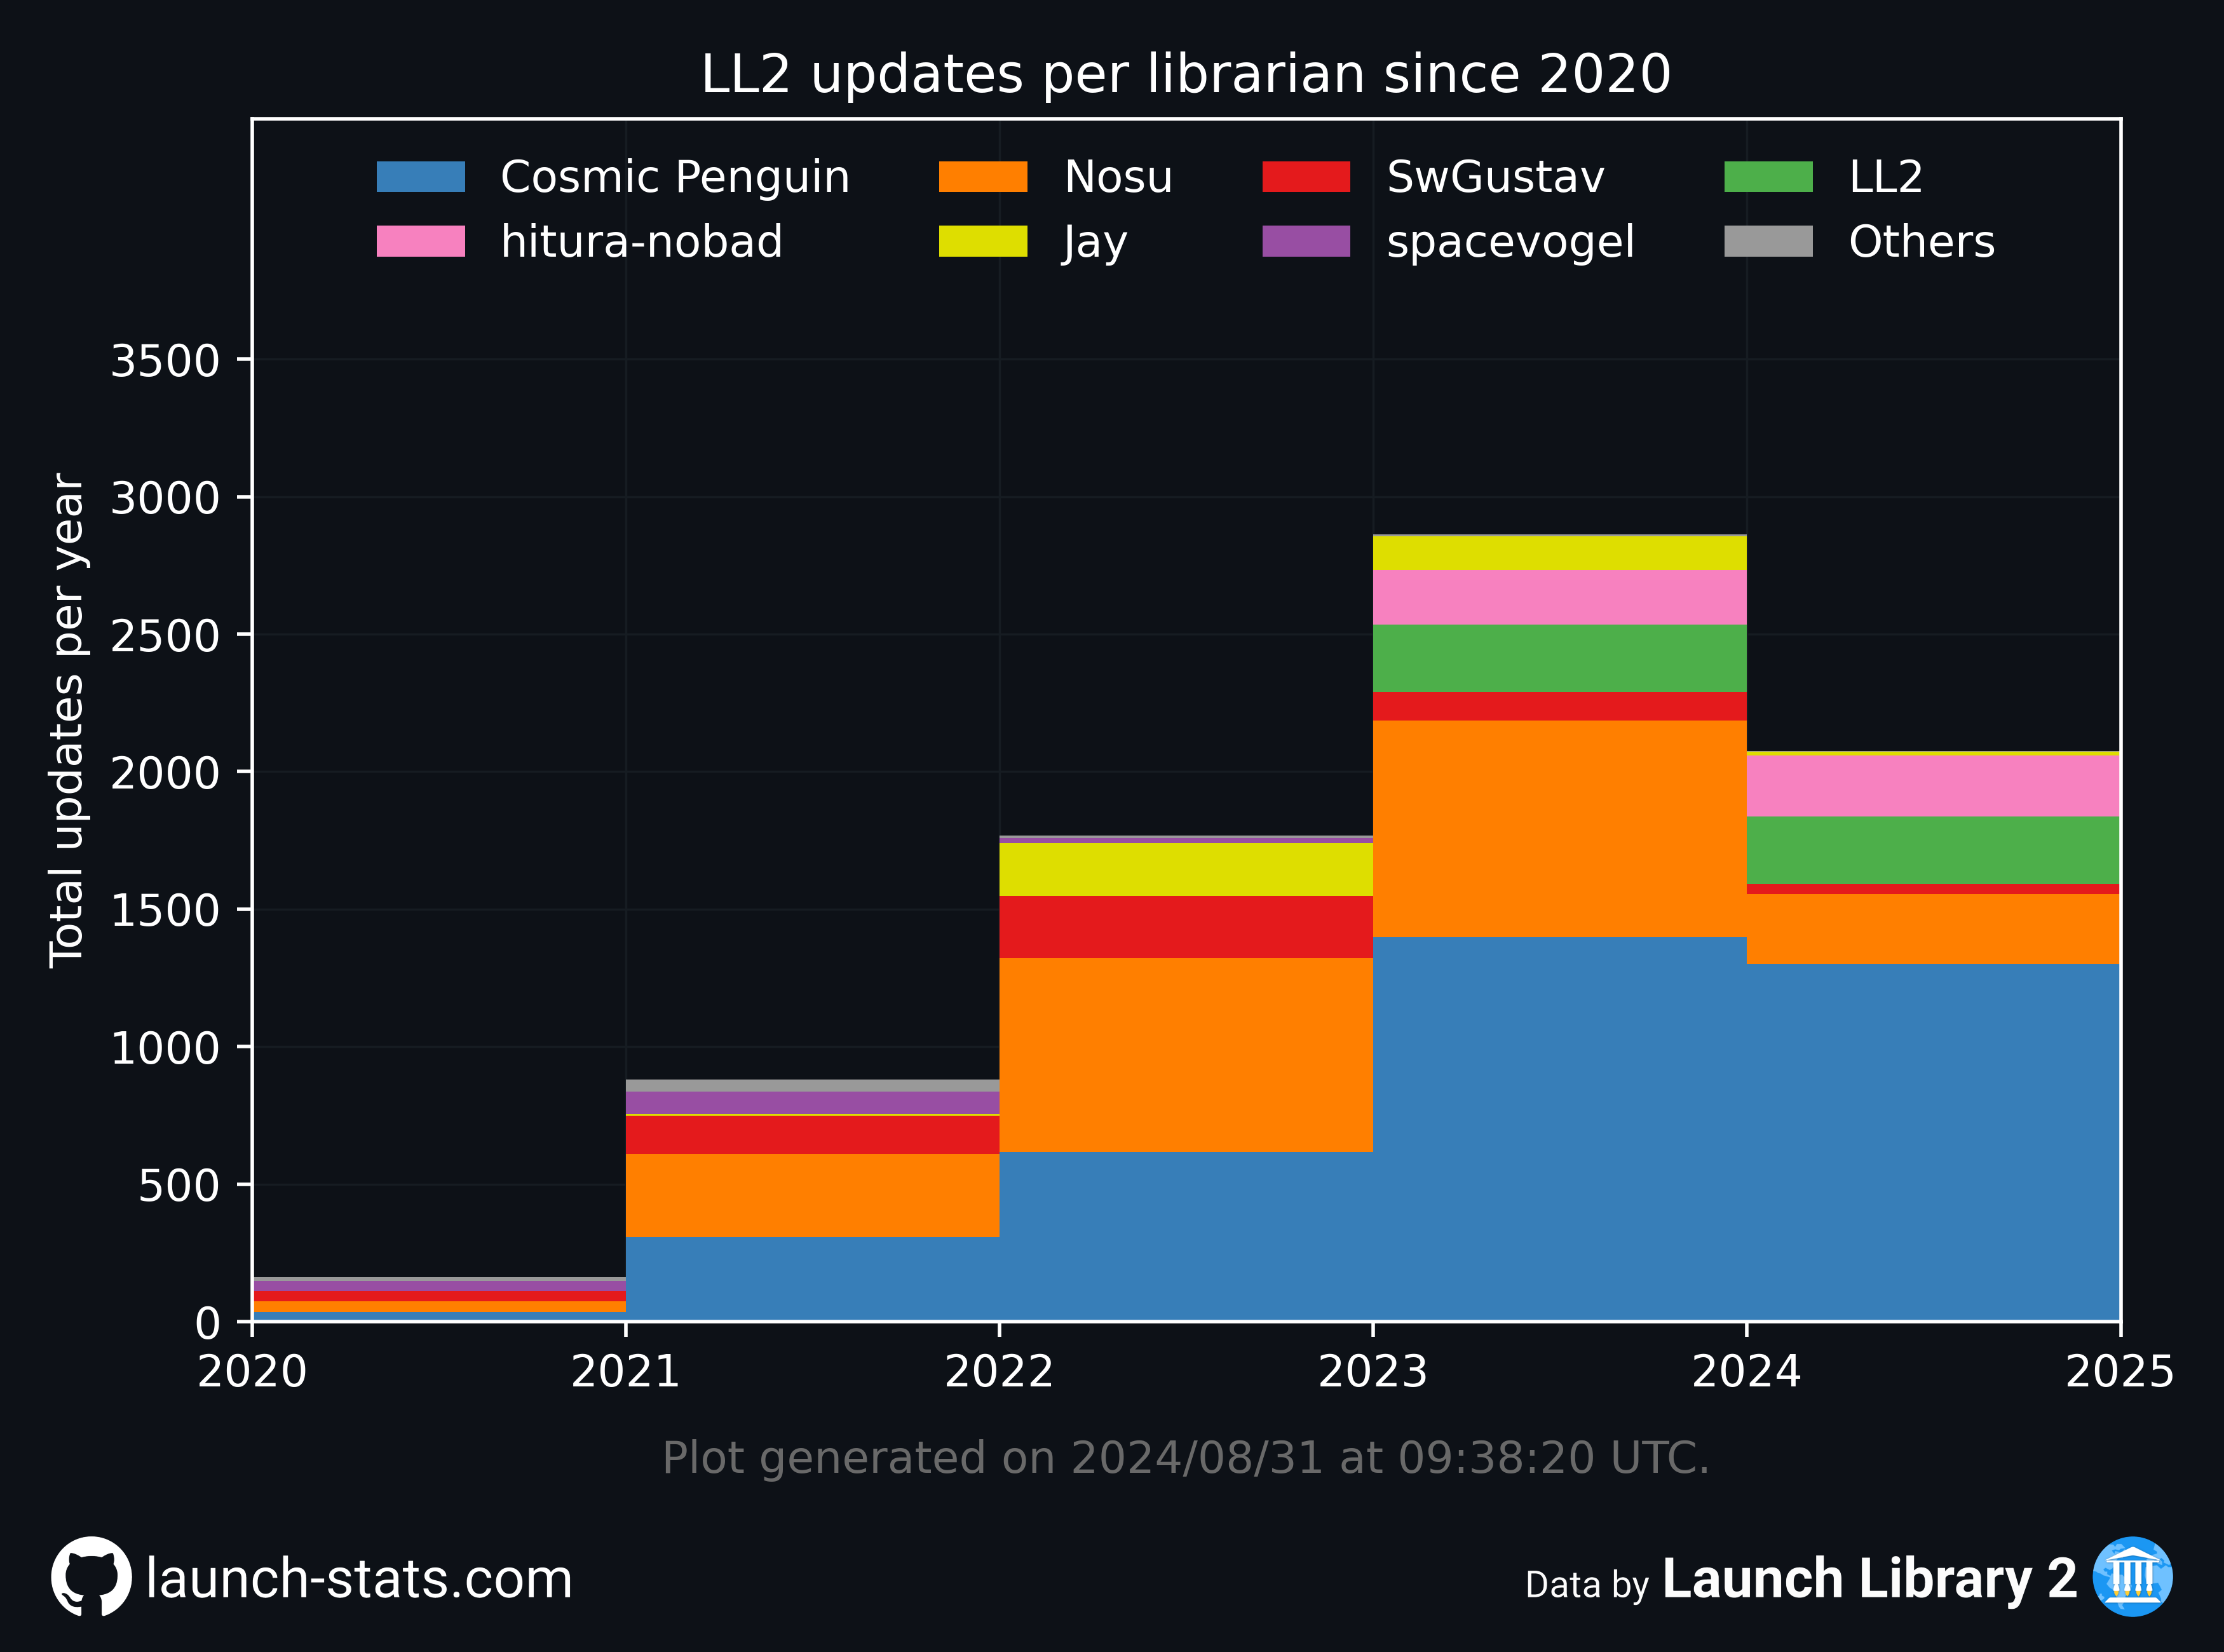 LL2 updates per librarian since 2020
Cosmic Penguin Nosu SwGustav LL2
hitura-nobad Jay spacevogel Others
Total updates per year
3500
3000
2500
2000
1500
1000
500
0
2020 2021 2022 2023 2024 2025
Plot generated on 2024/08/31 at 09:38:20 UTC.
launch-stats.com
Data by Launch Library 2